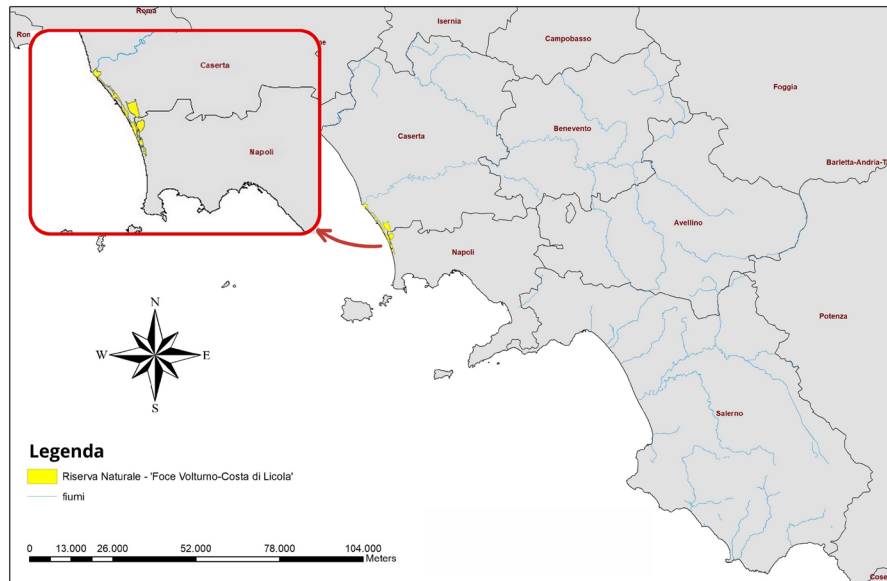 Roma
Isernia
Campobasso
Foggia
Caserta
Napoli
Caserta
Benevento
Barletta-Andria-T
Avellino
Napoli
Potenza
Salerno
N
W
E
S
Legenda
Riserva Naturale - 'Foce Volturno-Costa di Licola'
fiumi
0 13.000 26.000 52.000 78.000 104.000
Meters
Cose